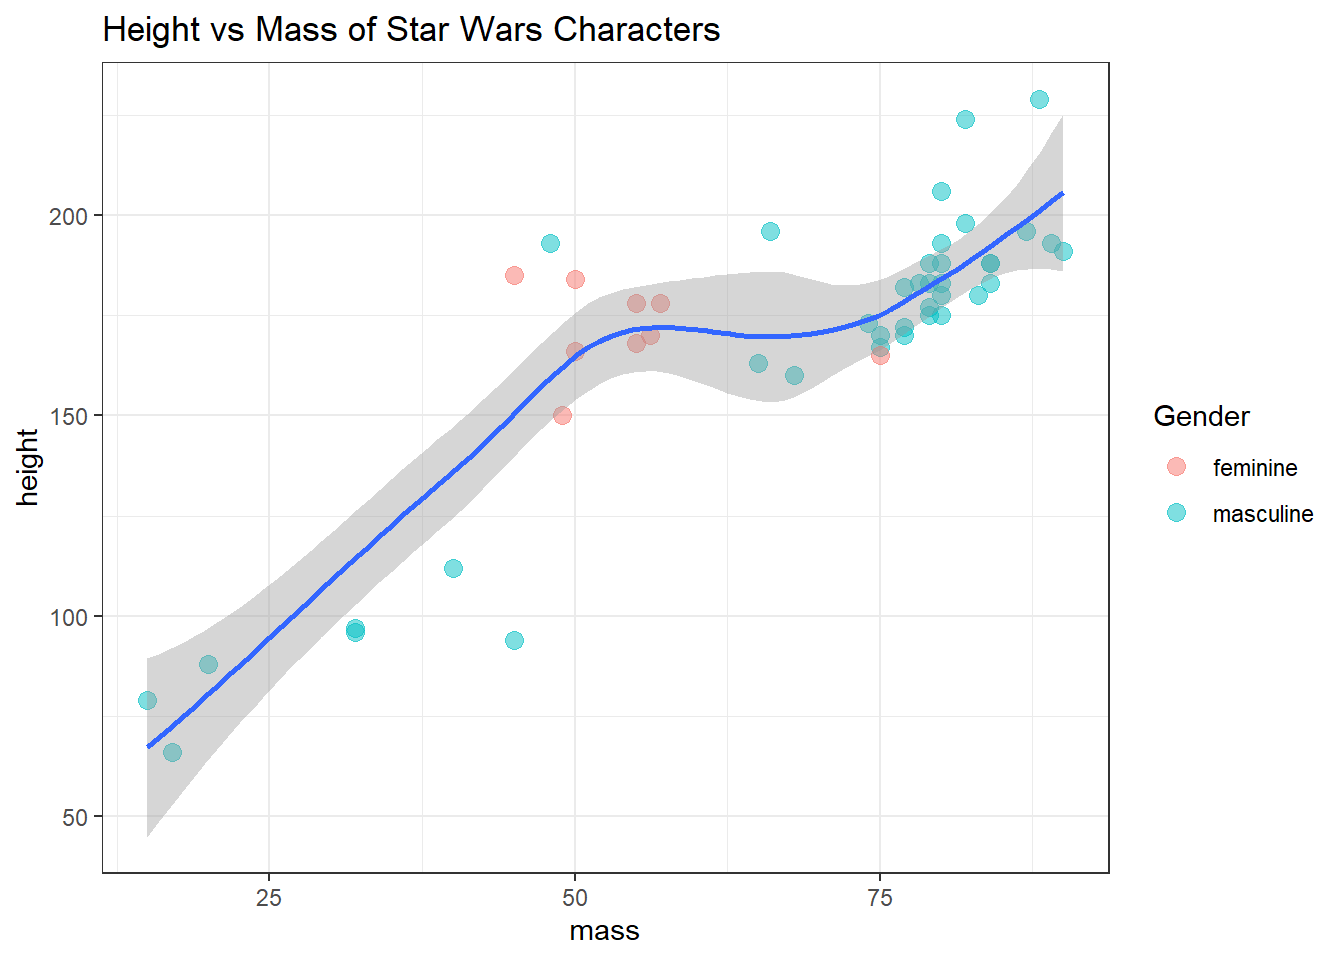 Height vs Mass of Star Wars Characters
height
200
150
100
50
25 50 75
mass
Gender
feminine
masculine